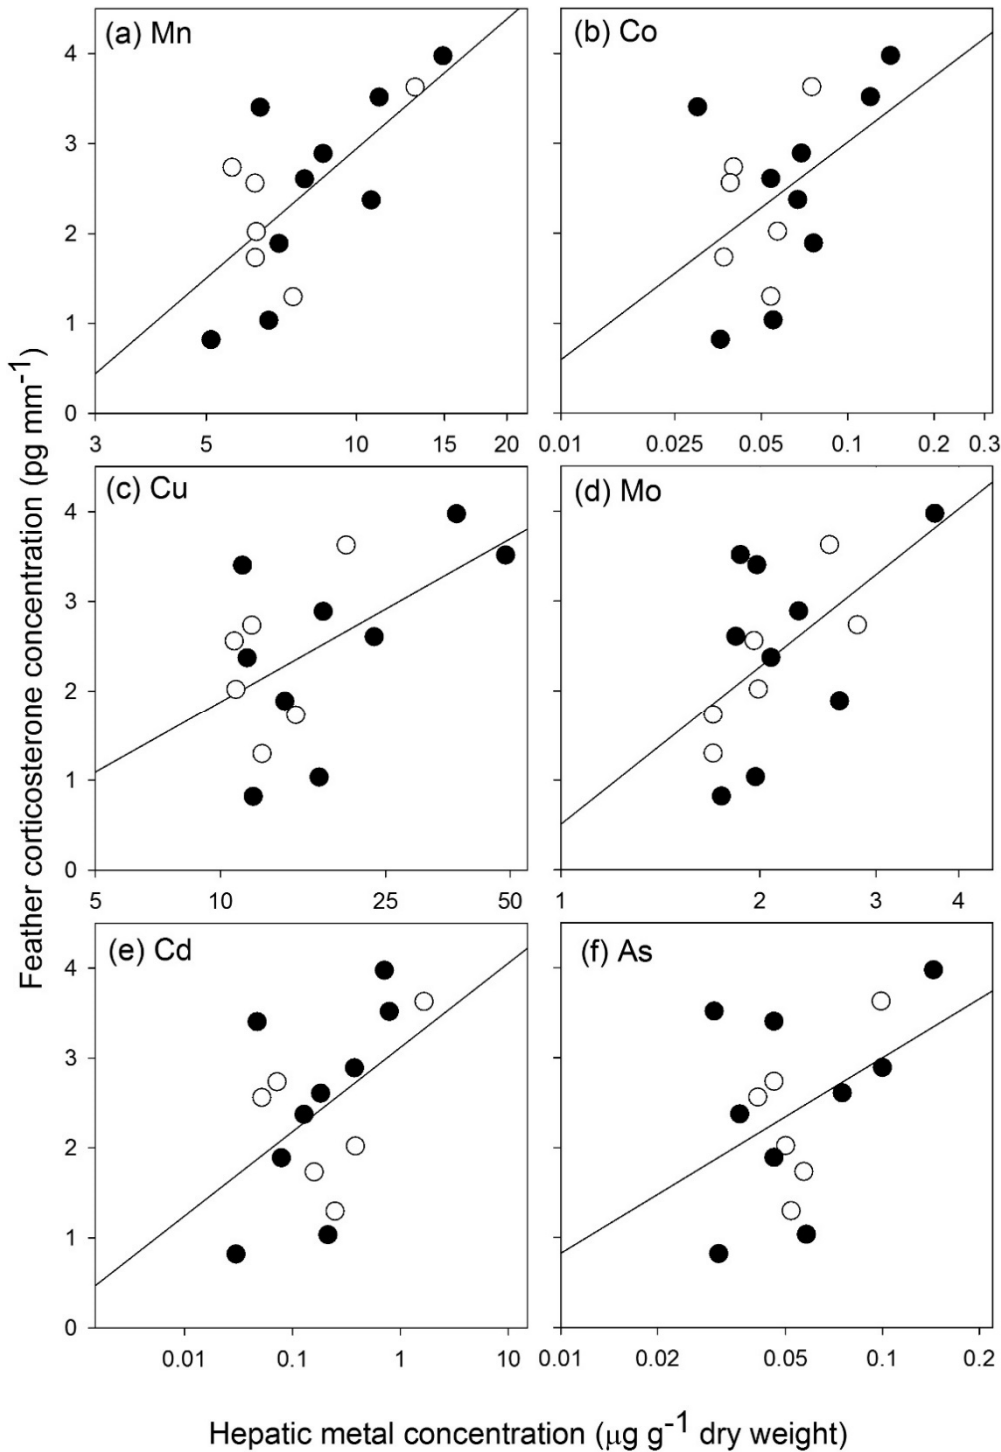 (a) Mn
4
3
2
1
0
3 5 10 15 20
(b) Co
0.01 0.025 0.05 0.1 0.2 0.3
(c) Cu
4
3
2
1
0
5 10 25 50
(d) Mo
1 2 3 4
(e) Cd
4
3
2
1
0
0.01 0.1 1 10
(f) As
0.01 0.02 0.05 0.1 0.2
Feather corticosterone concentration (pg mm⁻¹)
Hepatic metal concentration (μg g⁻¹ dry weight)